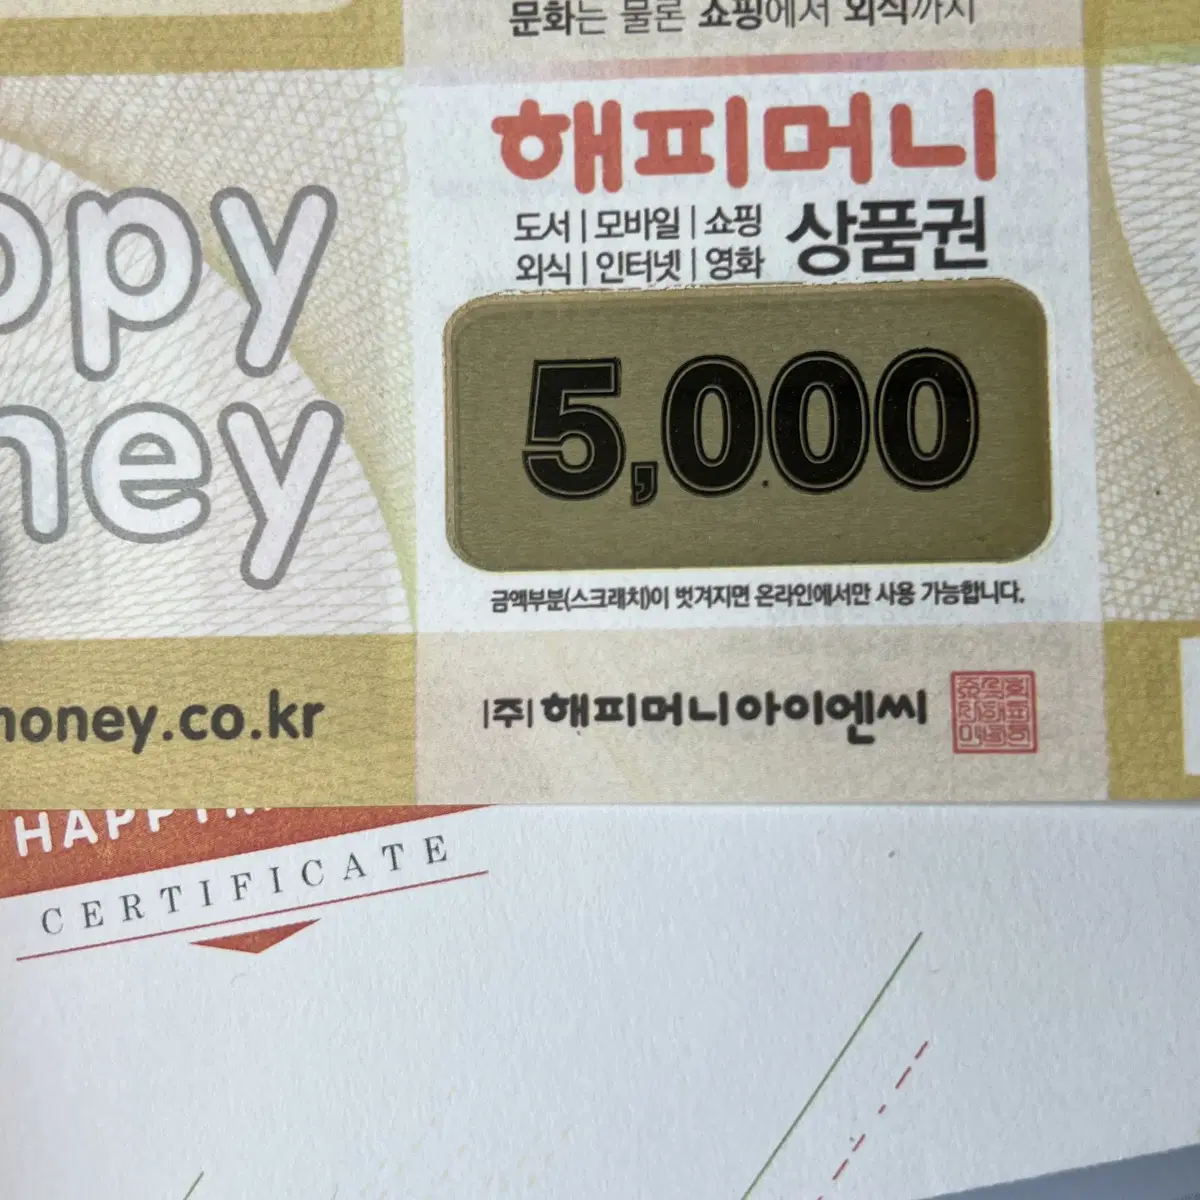 문화는 물론 쇼핑에서 외식까지
해피머니
도서 | 모바일 | 쇼핑
외식 | 인터넷 | 영화
상품권
ppy
ney
5,000
금액부분(스크래치)이 벗겨지면 온라인에서만 사용 가능합니다.
money.co.kr
|주| 해피머니아이엔씨
HAPPYM
CERTIFICATE